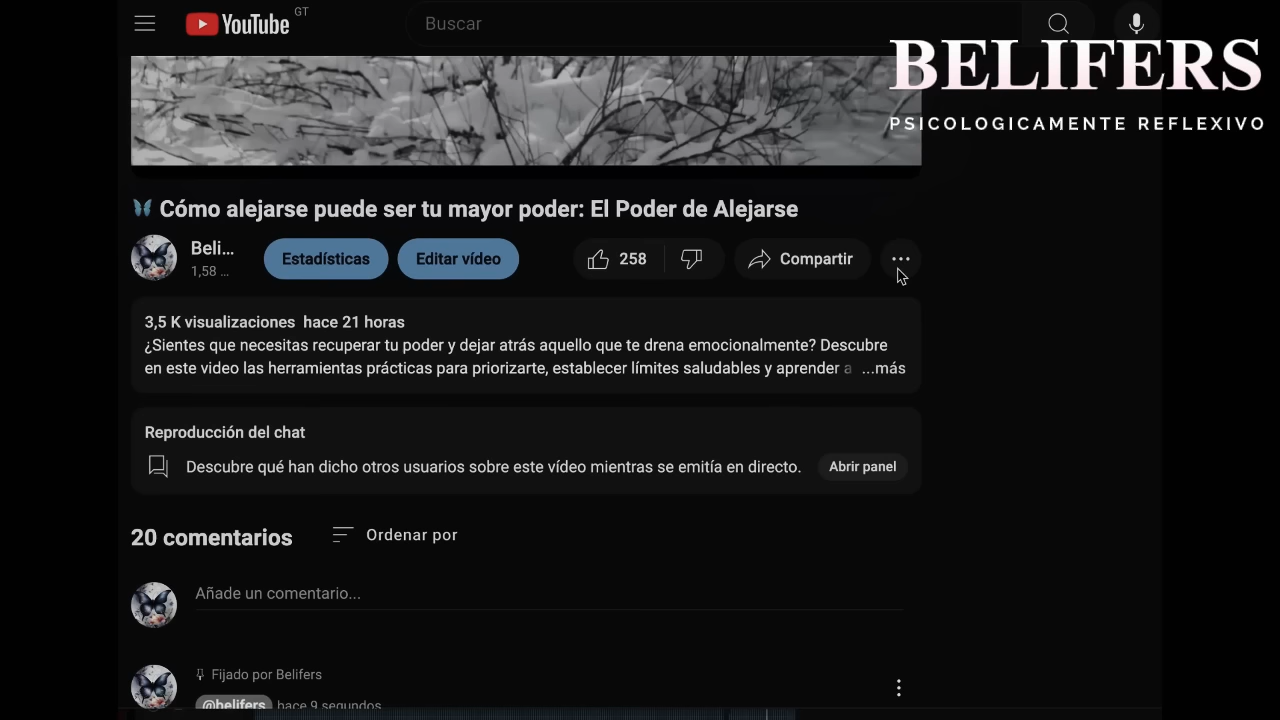 YouTube GT
Buscar
BELIFERS
PSICOLOGICAMENTE REFLEXIVO
Cómo alejarse puede ser tu mayor poder: El Poder de Alejarse
Beli...
1,58 ...
Estadísticas
Editar vídeo
258
Compartir
3,5 K visualizaciones hace 21 horas
¿Sientes que necesitas recuperar tu poder y dejar atrás aquello que te drena emocionalmente? Descubre
en este video las herramientas prácticas para priorizarte, establecer límites saludables y aprender a ...más
Reproducción del chat
Descubre qué han dicho otros usuarios sobre este vídeo mientras se emitía en directo.
Abrir panel
20 comentarios
Ordenar por
Añade un comentario...
Fijado por Belifers
@belifers hace 9 segundos